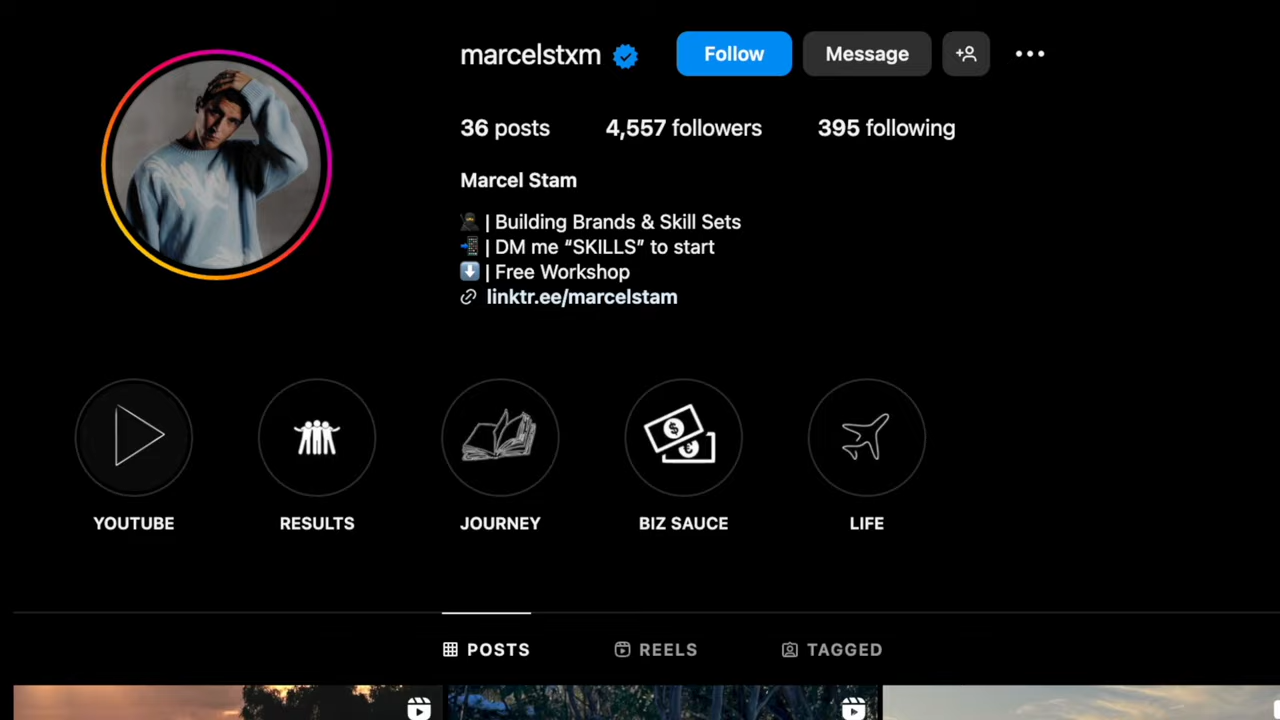 marcelstxm Follow Message
36 posts 4,557 followers 395 following
Marcel Stam
🥷🏿 | Building Brands & Skill Sets
📲 | DM me “SKILLS” to start
⬇️ | Free Workshop
linktr.ee/marcelstam
YOUTUBE RESULTS JOURNEY BIZ SAUCE LIFE
POSTS REELS TAGGED